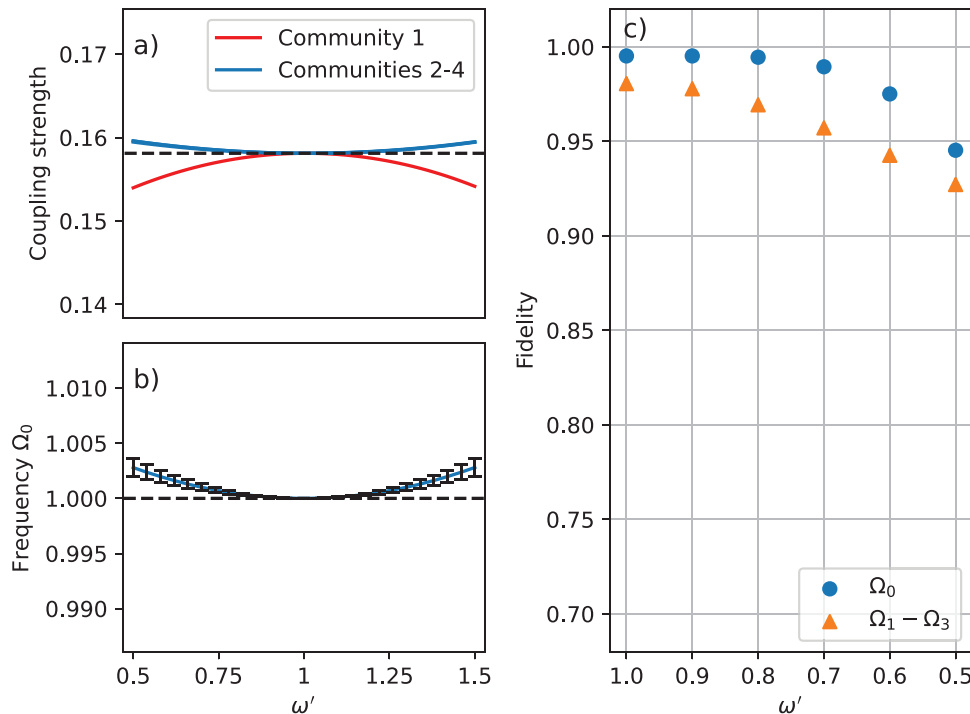 a)
Community 1
Communities 2-4
Coupling strength
0.17
0.16
0.15
0.14
b)
Frequency Ω₀
1.010
1.005
1.000
0.995
0.990
0.5 0.75 1 1.25 1.5
ω′
c)
Fidelity
1.00
0.95
0.90
0.85
0.80
0.75
0.70
Ω₀
Ω₁ − Ω₃
1.0 0.9 0.8 0.7 0.6 0.5
ω′